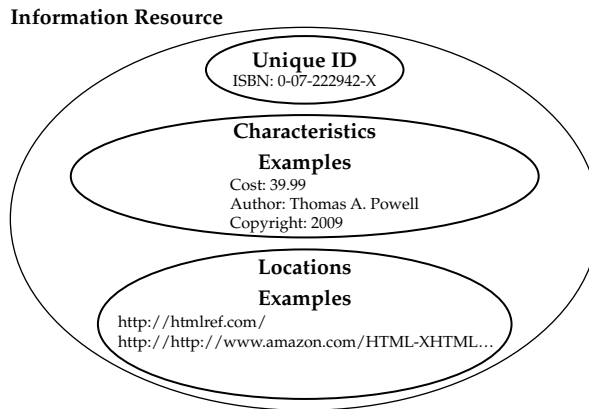 Information Resource
Unique ID
ISBN: 0-07-222942-X
Characteristics
Examples
Cost: 39.99
Author: Thomas A. Powell
Copyright: 2009
Locations
Examples
http://htmlref.com/
http://http://www.amazon.com/HTML-XHTML…